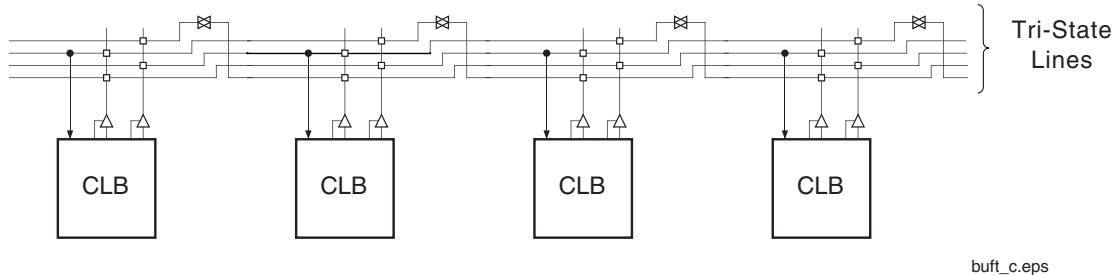 Tri-State
Lines
CLB
CLB
CLB
CLB
buft_c.eps